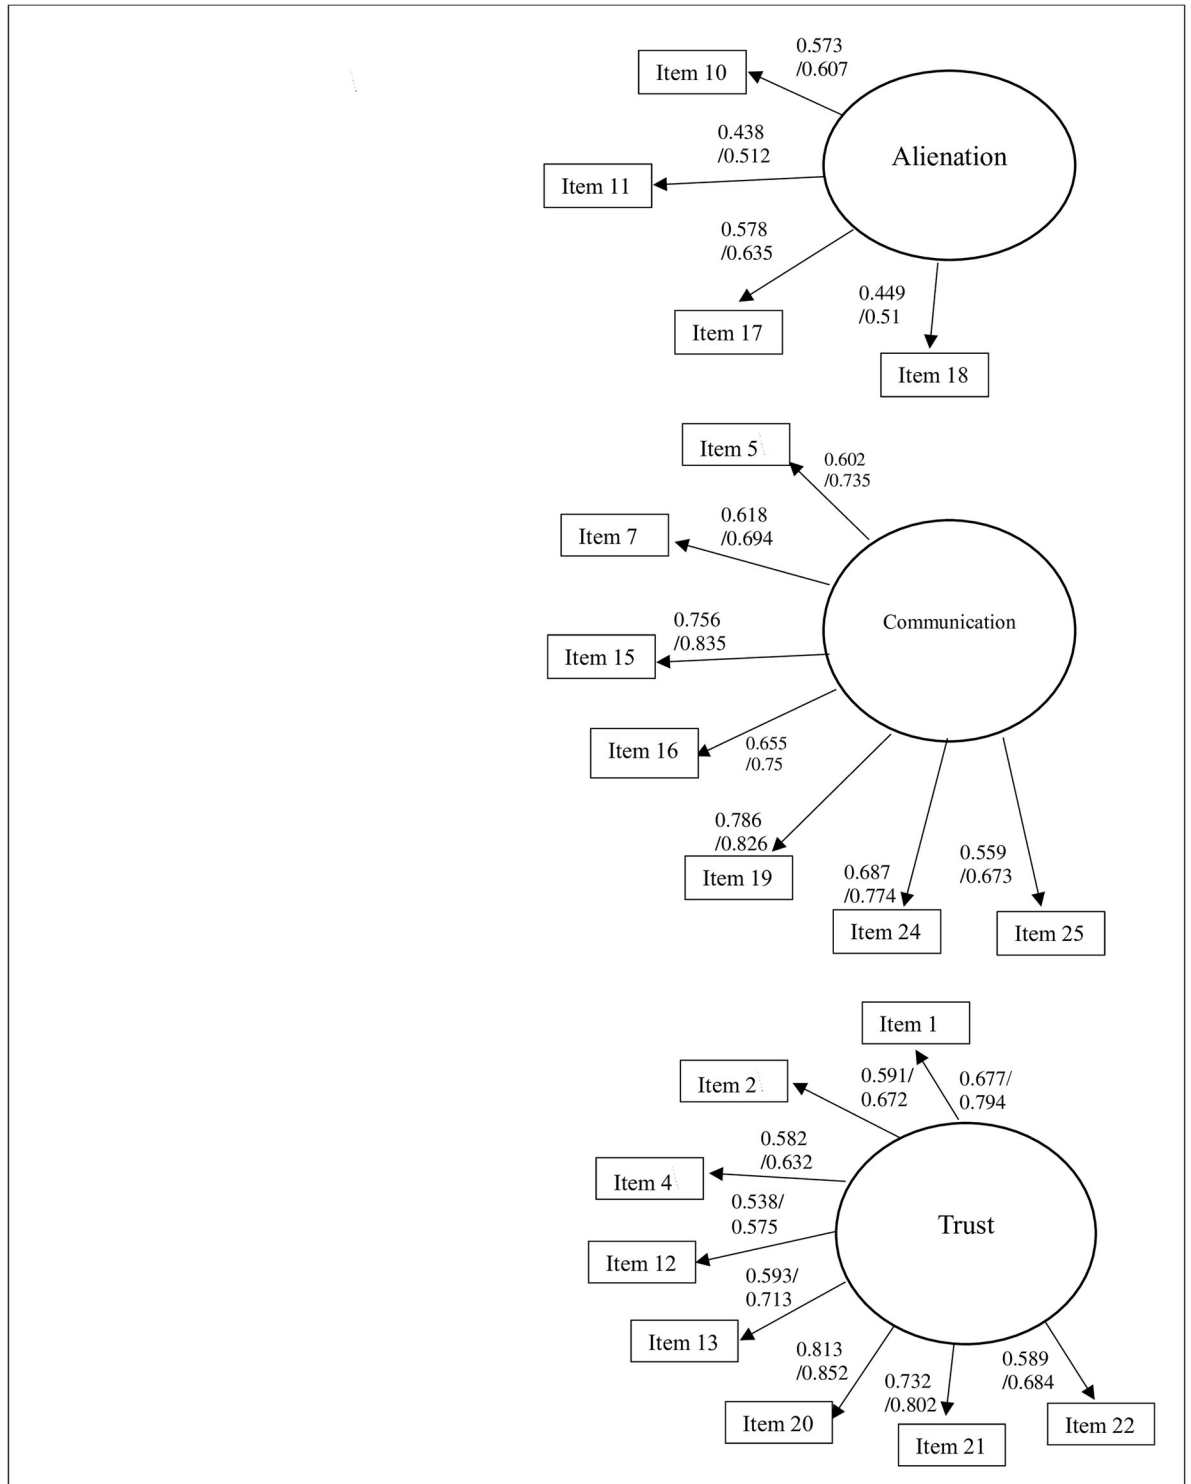 0.573
/0.607
Item 10
0.438
/0.512
Alienation
Item 11
0.578
/0.635
0.449
/0.51
Item 17
Item 18
Item 5
0.602
/0.735
0.618
/0.694
Item 7
0.756
/0.835
Communication
Item 15
0.655
/0.75
Item 16
0.786
/0.826
Item 19
0.687
/0.774
0.559
/0.673
Item 24
Item 25
Item 1
0.591/
0.672
0.677/
0.794
Item 2
0.582
/0.632
Item 4
0.538/
0.575
Trust
Item 12
0.593/
0.713
Item 13
0.813
/0.852
0.732
/0.802
0.589
/0.684
Item 20
Item 21
Item 22